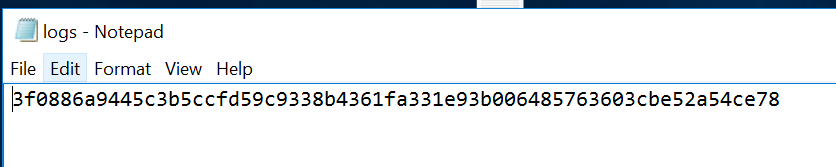 logs - Notepad
File Edit Format View Help
3f0886a9445c3b5ccfd59c9338b4361fa331e93b006485763603cbe52a54ce78